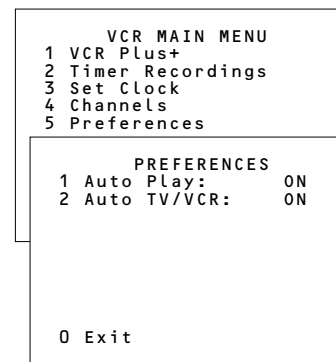 VCR MAIN MENU
1 VCR Plus+
2 Timer Recordings
3 Set Clock
4 Channels
5 Preferences
PREFERENCES
1 Auto Play: ON
2 Auto TV/VCR: ON
0 Exit